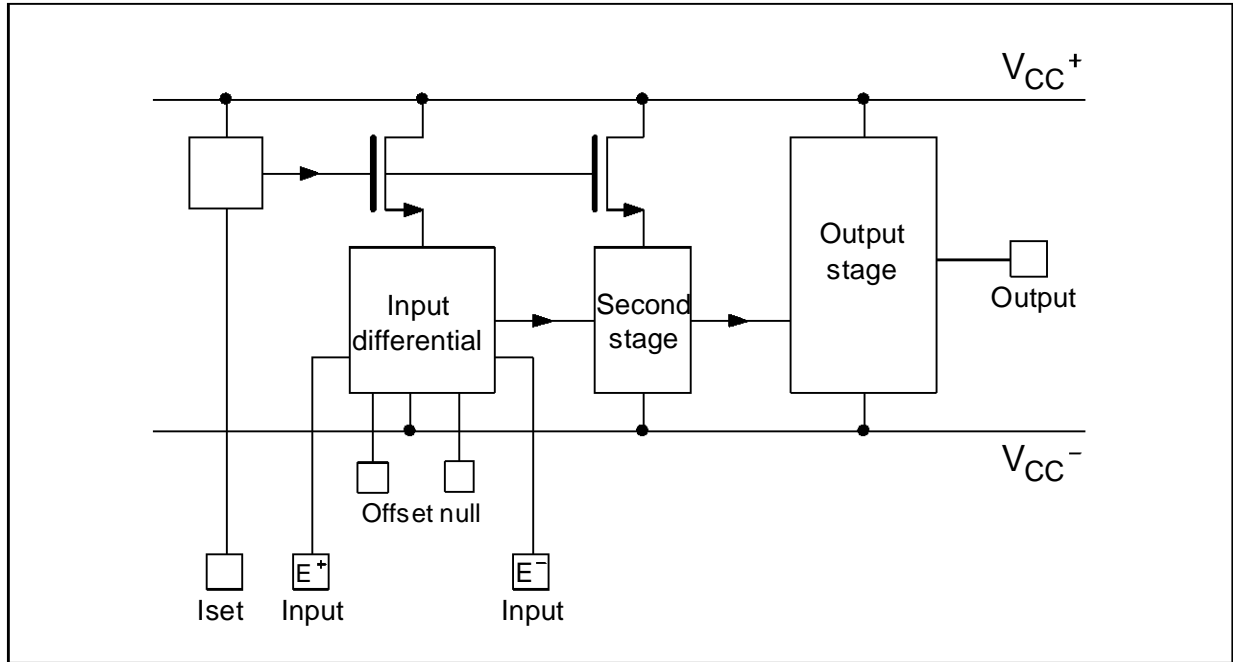 VCC+
Output
stage
Output
Input
differential
Second
stage
VCC−
Offset null
E+
E−
Iset
Input
Input